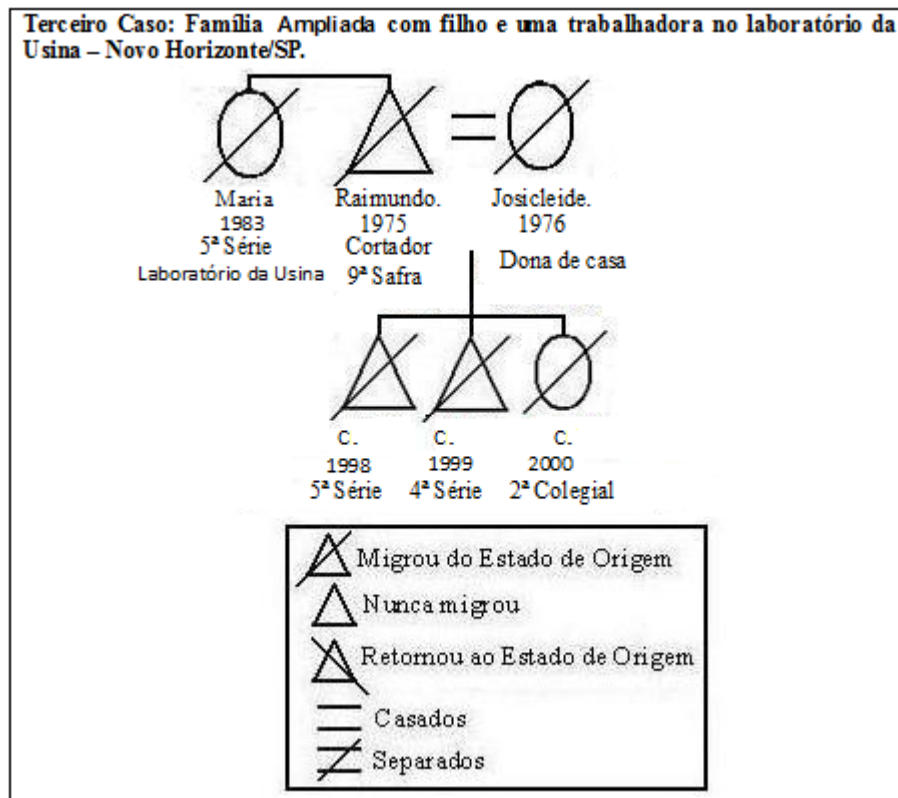 Terceiro Caso: Família Ampliada com filho e uma trabalhadora no laboratório da
Usina – Novo Horizonte/SP.
Maria Raimundo. Josicleide.
1983 1975 1976
5ª Série Cortador Dona de casa
Laboratório da Usina 9ª Safra
C. C. C.
1998 1999 2000
5ª Série 4ª Série 2ª Colegial
Migrou do Estado de Origem
Nunca migrou
Retornou ao Estado de Origem
Casados
Separados